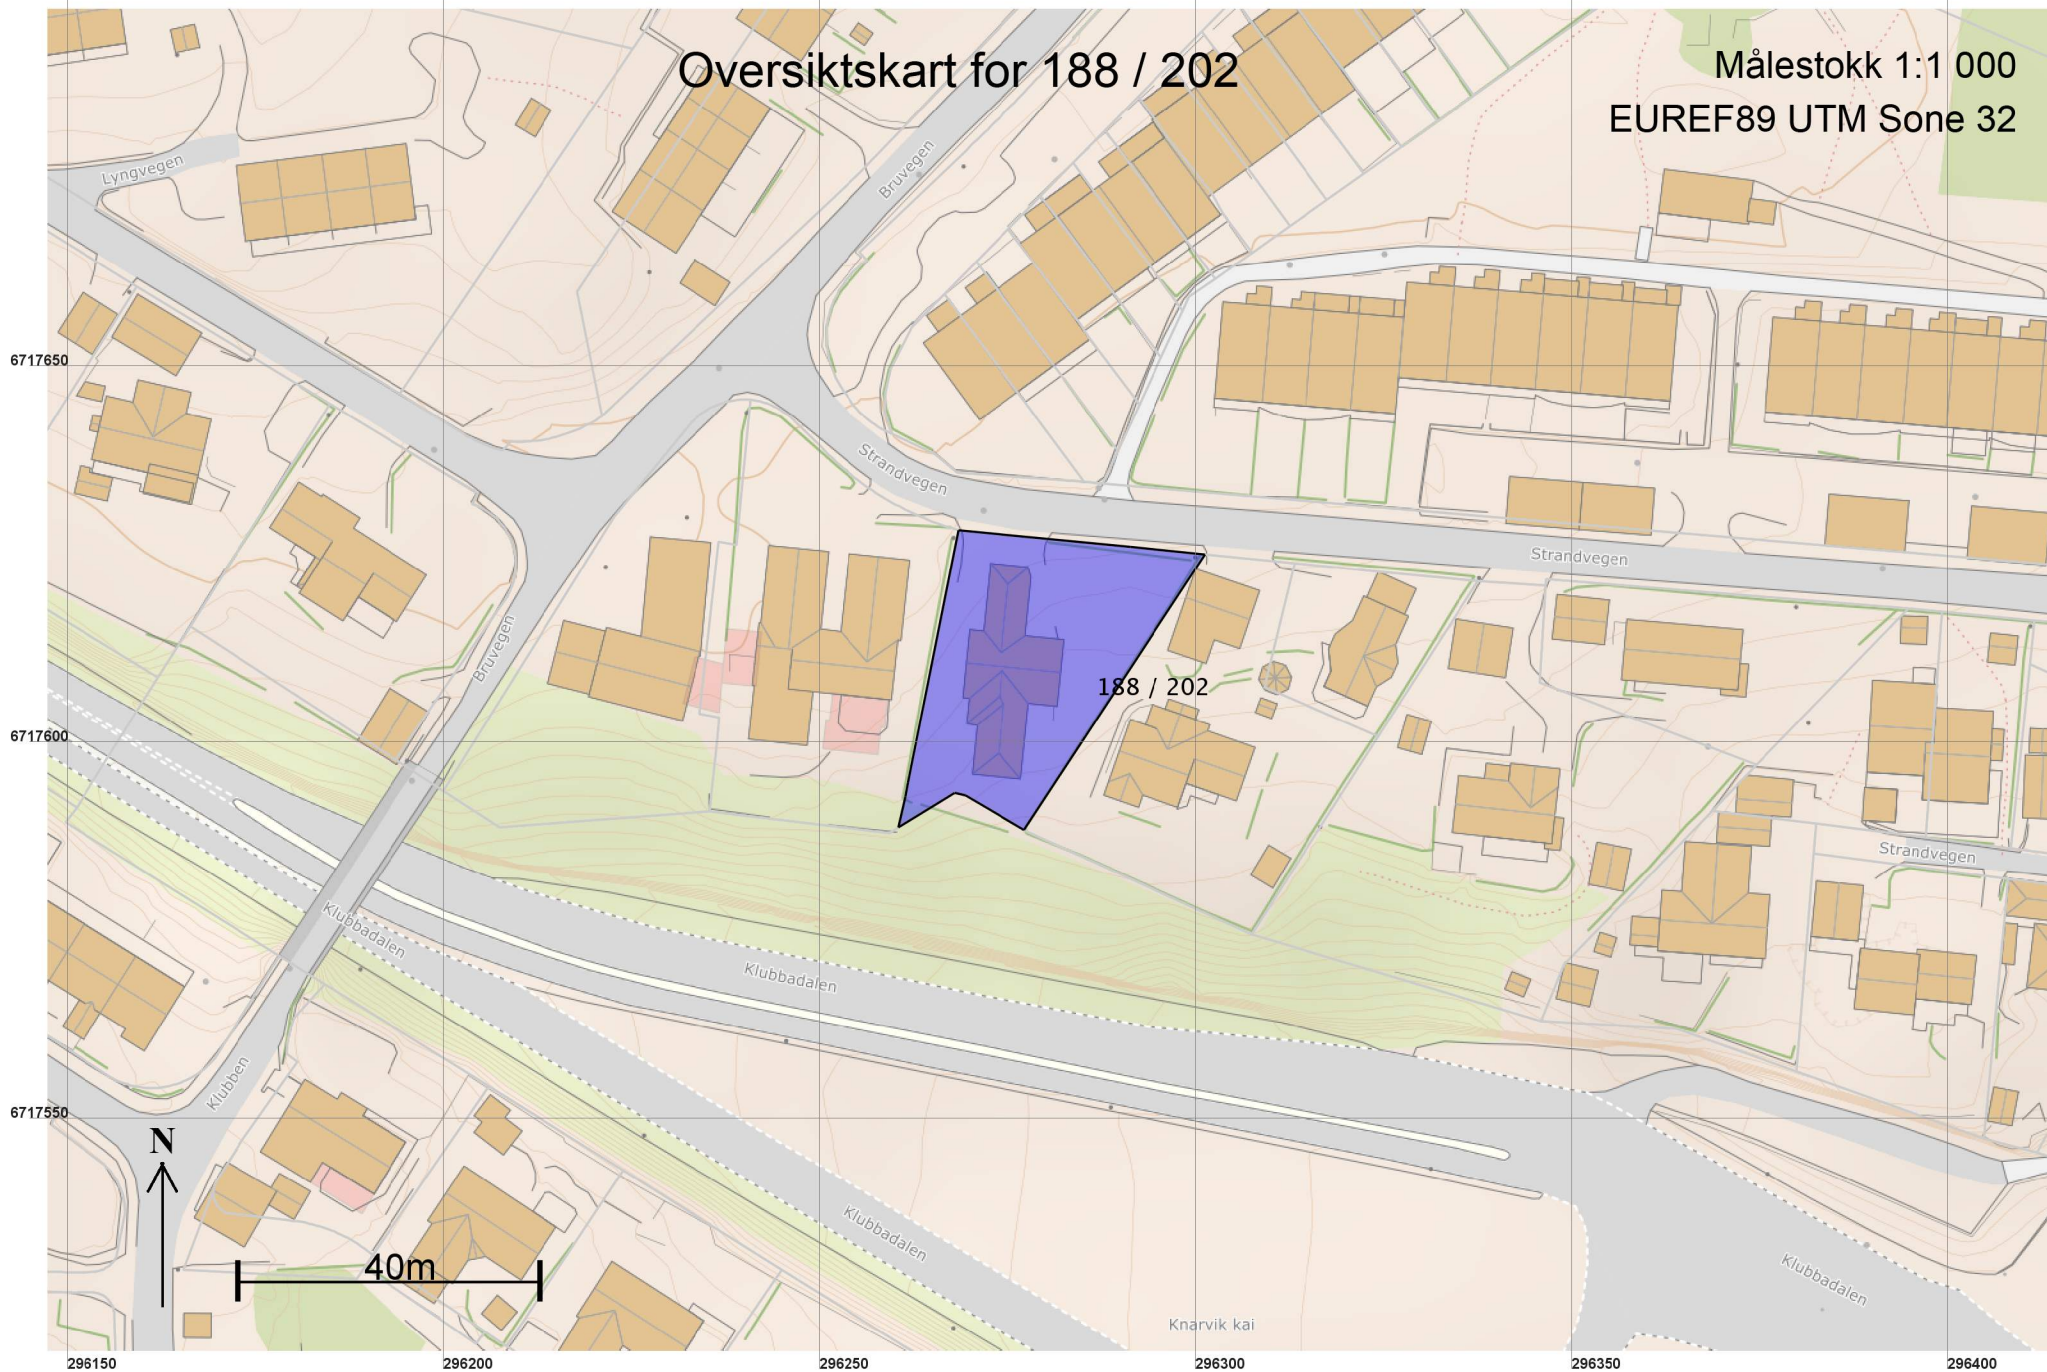 Oversiktskart for 188 / 202
Målestokk 1:1 000
EUREF89 UTM Sone 32
Lyngvegen
Bruvegen
6717650
Strandvegen
Strandvegen
Bruvegen
188 / 202
6717600
Strandvegen
Klubbadalen
Klubbadalen
Klubben
6717550
N
Klubbadalen
40m
Klubbadalen
Knarvik kai
296150
296200
296250
296300
296350
296400